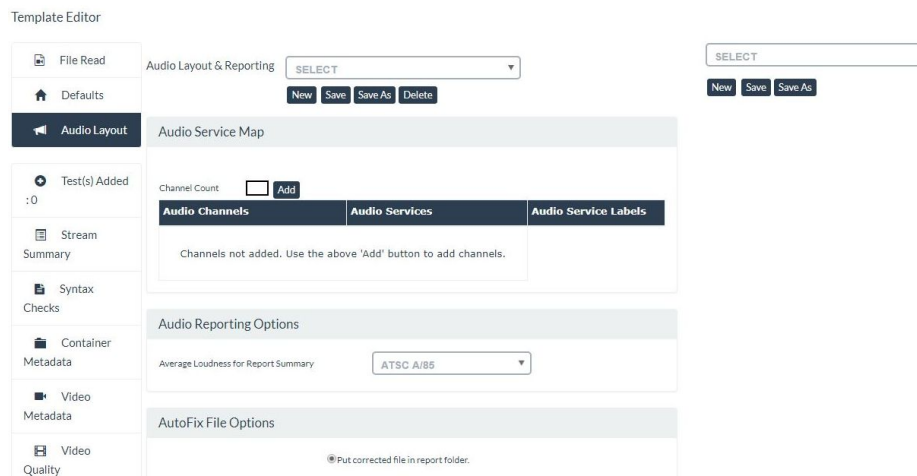 Template Editor
File Read
Defaults
Audio Layout
Test(s) Added
: 0
Stream
Summary
Syntax
Checks
Container
Metadata
Video
Metadata
Video
Quality
Audio Layout & Reporting
SELECT
New Save Save As Delete
Audio Service Map
Channel Count Add
Audio Channels Audio Services Audio Service Labels
Channels not added. Use the above 'Add' button to add channels.
Audio Reporting Options
Average Loudness for Report Summary ATSC A/85
AutoFix File Options
Put corrected file in report folder.
SELECT
New Save Save As